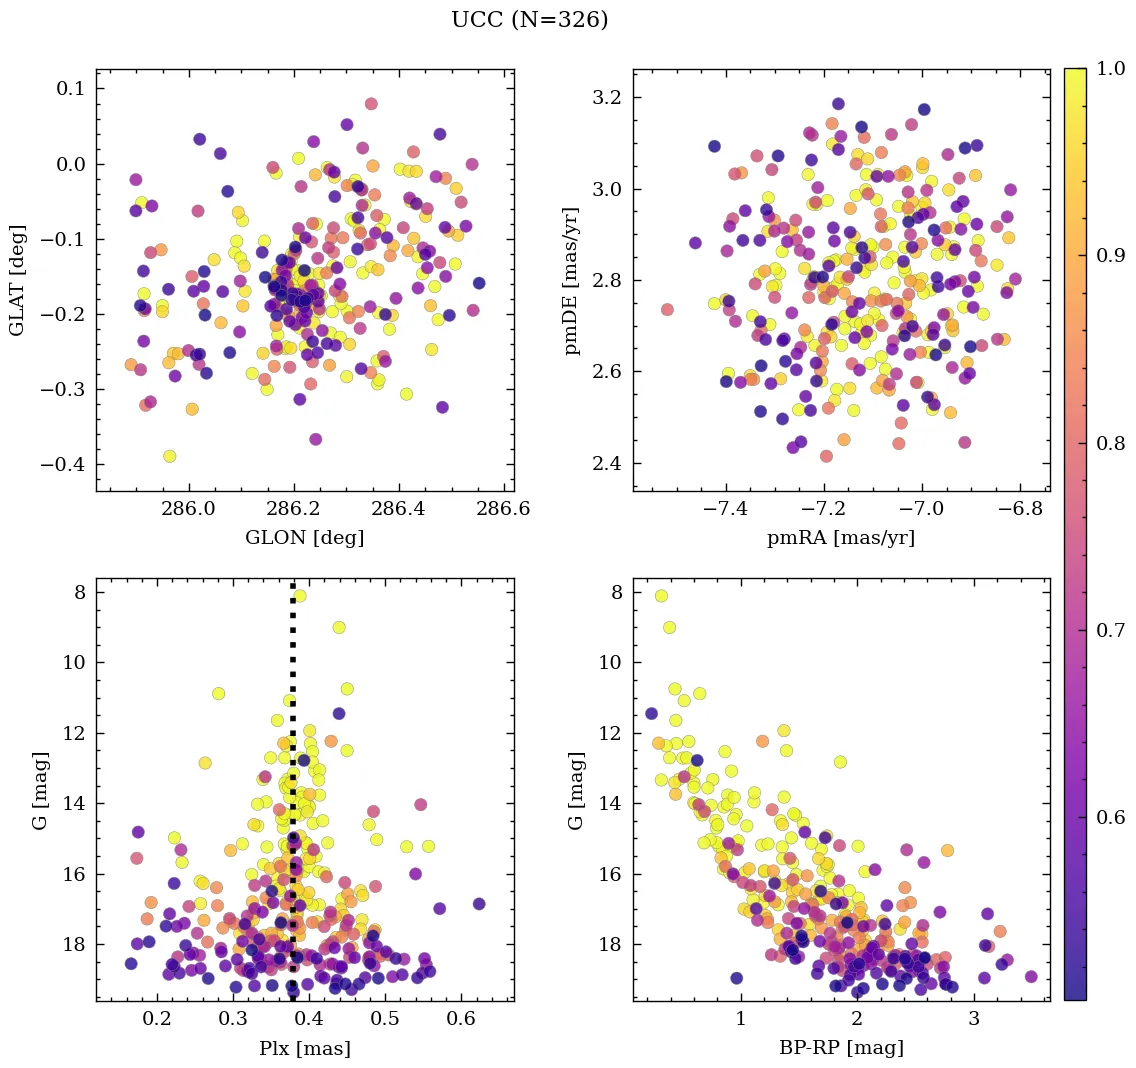 UCC (N=326)
0.1
0.0
−0.1
−0.2
−0.3
−0.4
GLAT [deg]
286.0 286.2 286.4 286.6
GLON [deg]
3.2
3.0
2.8
2.6
2.4
pmDE [mas/yr]
−7.4 −7.2 −7.0 −6.8
pmRA [mas/yr]
8
10
12
14
16
18
G [mag]
0.2 0.3 0.4 0.5 0.6
Plx [mas]
8
10
12
14
16
18
G [mag]
1 2 3
BP-RP [mag]
1.0
0.9
0.8
0.7
0.6